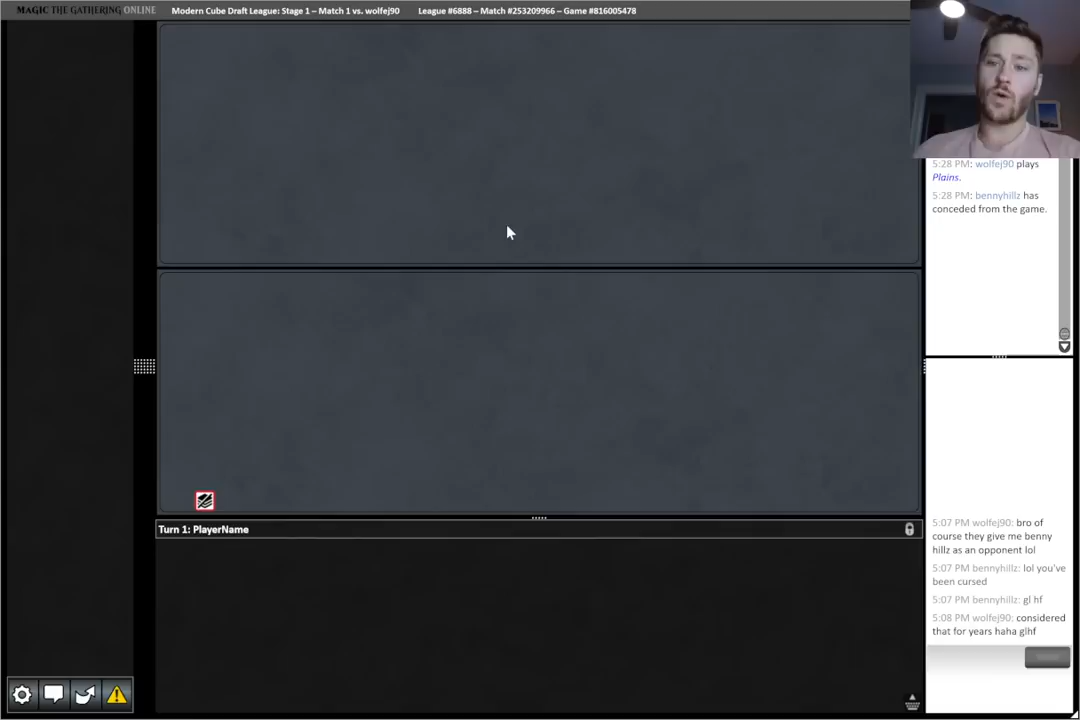 MAGIC THE GATHERING ONLINE
Modern Cube Draft League: Stage 1 – Match 1 vs. wolfej90
League #6888 – Match #253209966 – Game #816005478
5:28 PM: wolfej90 plays
Plains.
5:28 PM: bennyhillz has
conceded from the game.
Turn 1: PlayerName
5:07 PM wolfej90: bro of
course they give me benny
hillz as an opponent lol
5:07 PM bennyhillz: lol you've
been cursed
5:07 PM bennyhillz: gl hf
5:08 PM wolfej90: considered
that for years haha glhf